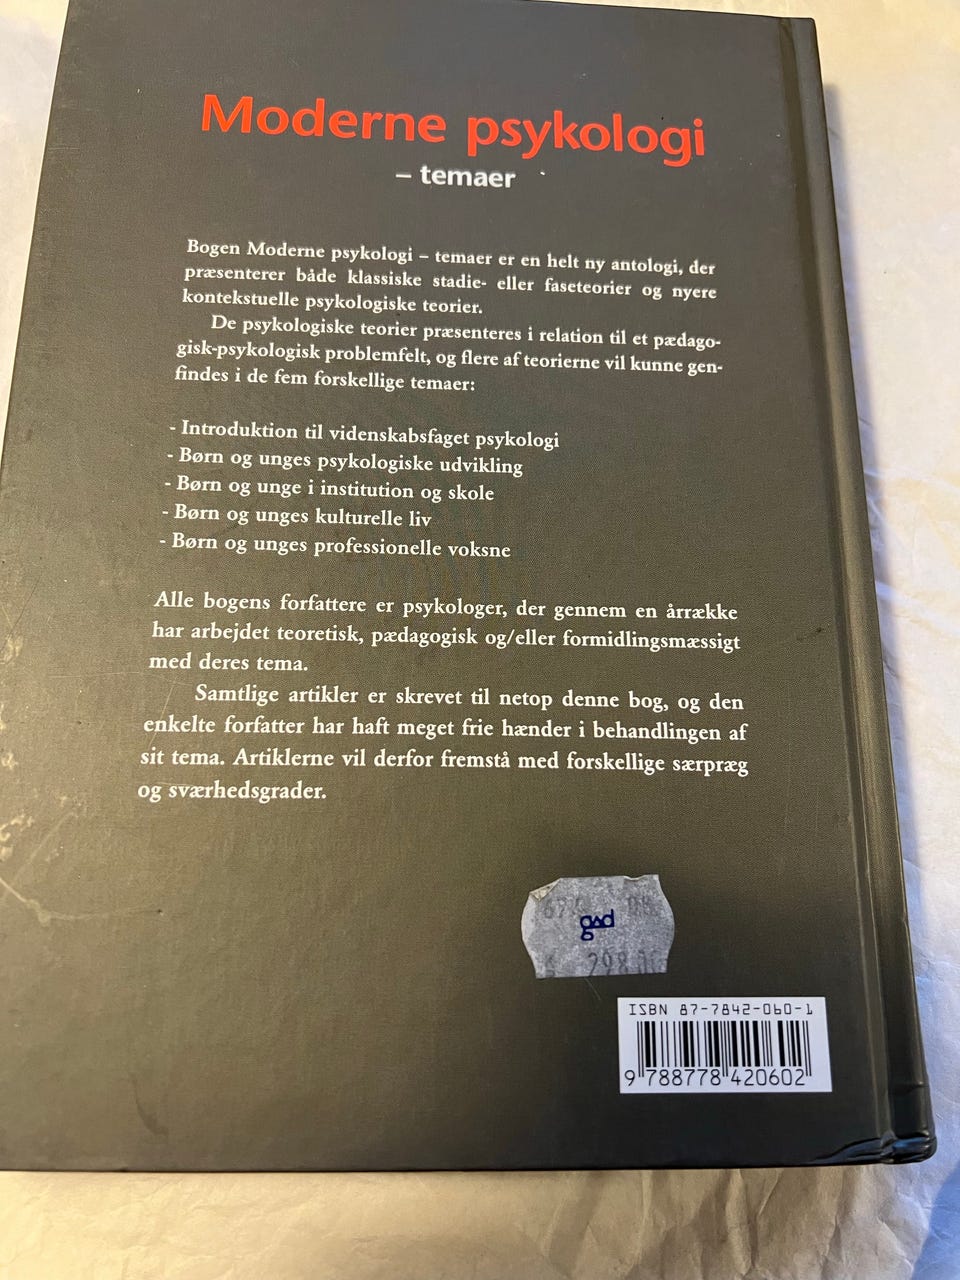 Moderne psykologi
– temaer
Bogen Moderne psykologi – temaer er en helt ny antologi, der
præsenterer både klassiske stadie- eller faseteorier og nyere
kontekstuelle psykologiske teorier.
De psykologiske teorier præsenteres i relation til et pædago-
gisk-psykologisk problemfelt, og flere af teorierne vil kunne gen-
findes i de fem forskellige temaer:
- Introduktion til videnskabsfaget psykologi
- Børn og unges psykologiske udvikling
- Børn og unge i institution og skole
- Børn og unges kulturelle liv
- Børn og unges professionelle voksne
Alle bogens forfattere er psykologer, der gennem en årrække
har arbejdet teoretisk, pædagogisk og/eller formidlingsmæssigt
med deres tema.
Samtlige artikler er skrevet til netop denne bog, og den
enkelte forfatter har haft meget frie hænder i behandlingen af
sit tema. Artiklerne vil derfor fremstå med forskellige særpræg
og sværhedsgrader.
gad
298
ISBN 87-7842-060-1
9 788778 420602